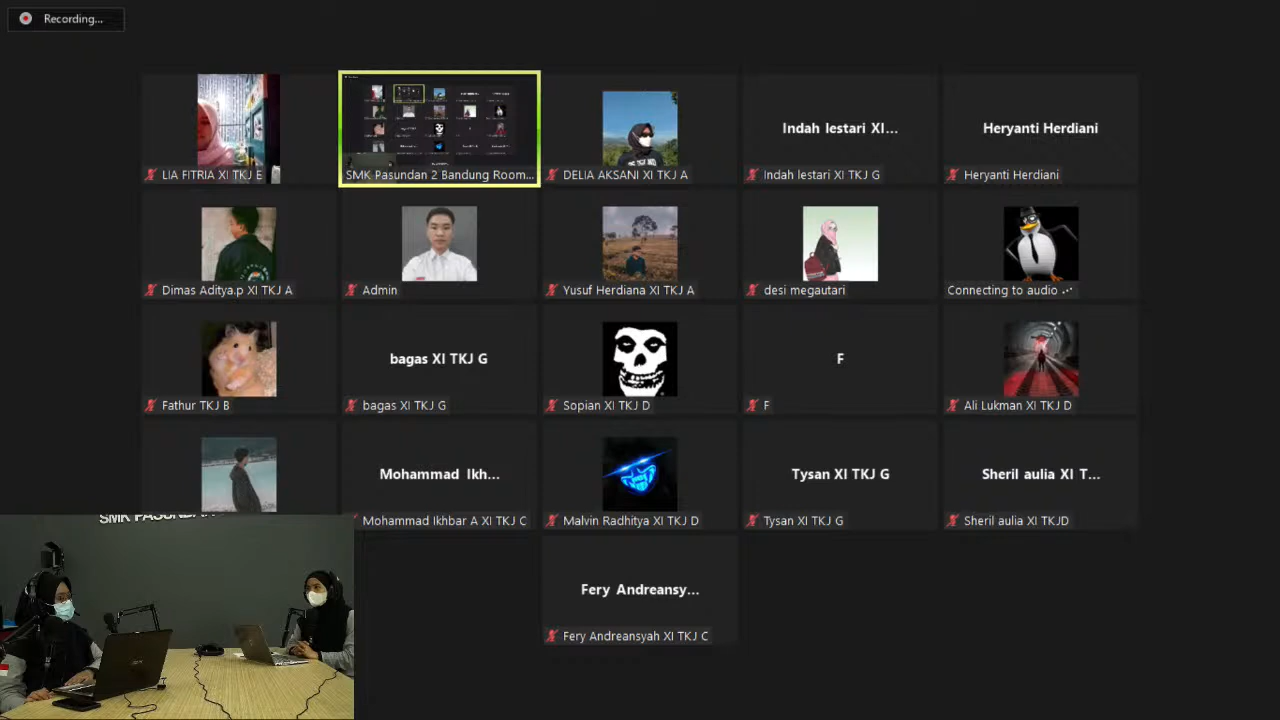 Recording...
LIA FITRIA XI TKJ E
SMK Pasundan 2 Bandung Room...
DELIA AKSANI XI TKJ A
Indah lestari XI...
Indah lestari XI TKJ G
Heryanti Herdiani
Heryanti Herdiani
Dimas Aditya.p XI TKJ A
Admin
Yusuf Herdiana XI TKJ A
desi megautari
Connecting to audio ...
Fathur TKJ B
bagas XI TKJ G
bagas XI TKJ G
Sopian XI TKJ D
F
F
Ali Lukman XI TKJ D
Mohammad Ikh...
Mohammad Ikhbar A XI TKJ C
Malvin Radhitya XI TKJ D
Tysan XI TKJ G
Tysan XI TKJ G
Sheril aulia XI T...
Sheril aulia XI TKJD
SMK PASUNDAN
Fery Andreansy...
Fery Andreansyah XI TKJ C